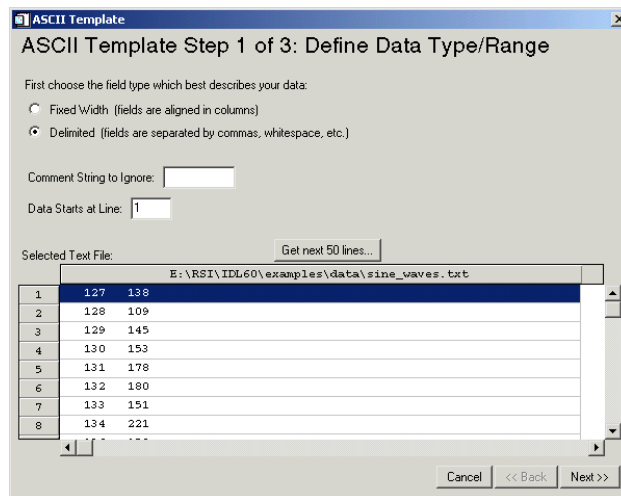 ASCII Template
ASCII Template Step 1 of 3: Define Data Type/Range
First choose the field type which best describes your data:
Fixed Width (fields are aligned in columns)
Delimited (fields are separated by commas, whitespace, etc.)
Comment String to Ignore:
Data Starts at Line: 1
Get next 50 lines...
Selected Text File:
E:\RSI\IDL60\examples\data\sine_waves.txt
1 127 138
2 128 109
3 129 145
4 130 153
5 131 178
6 132 180
7 133 151
8 134 221
Cancel << Back Next >>